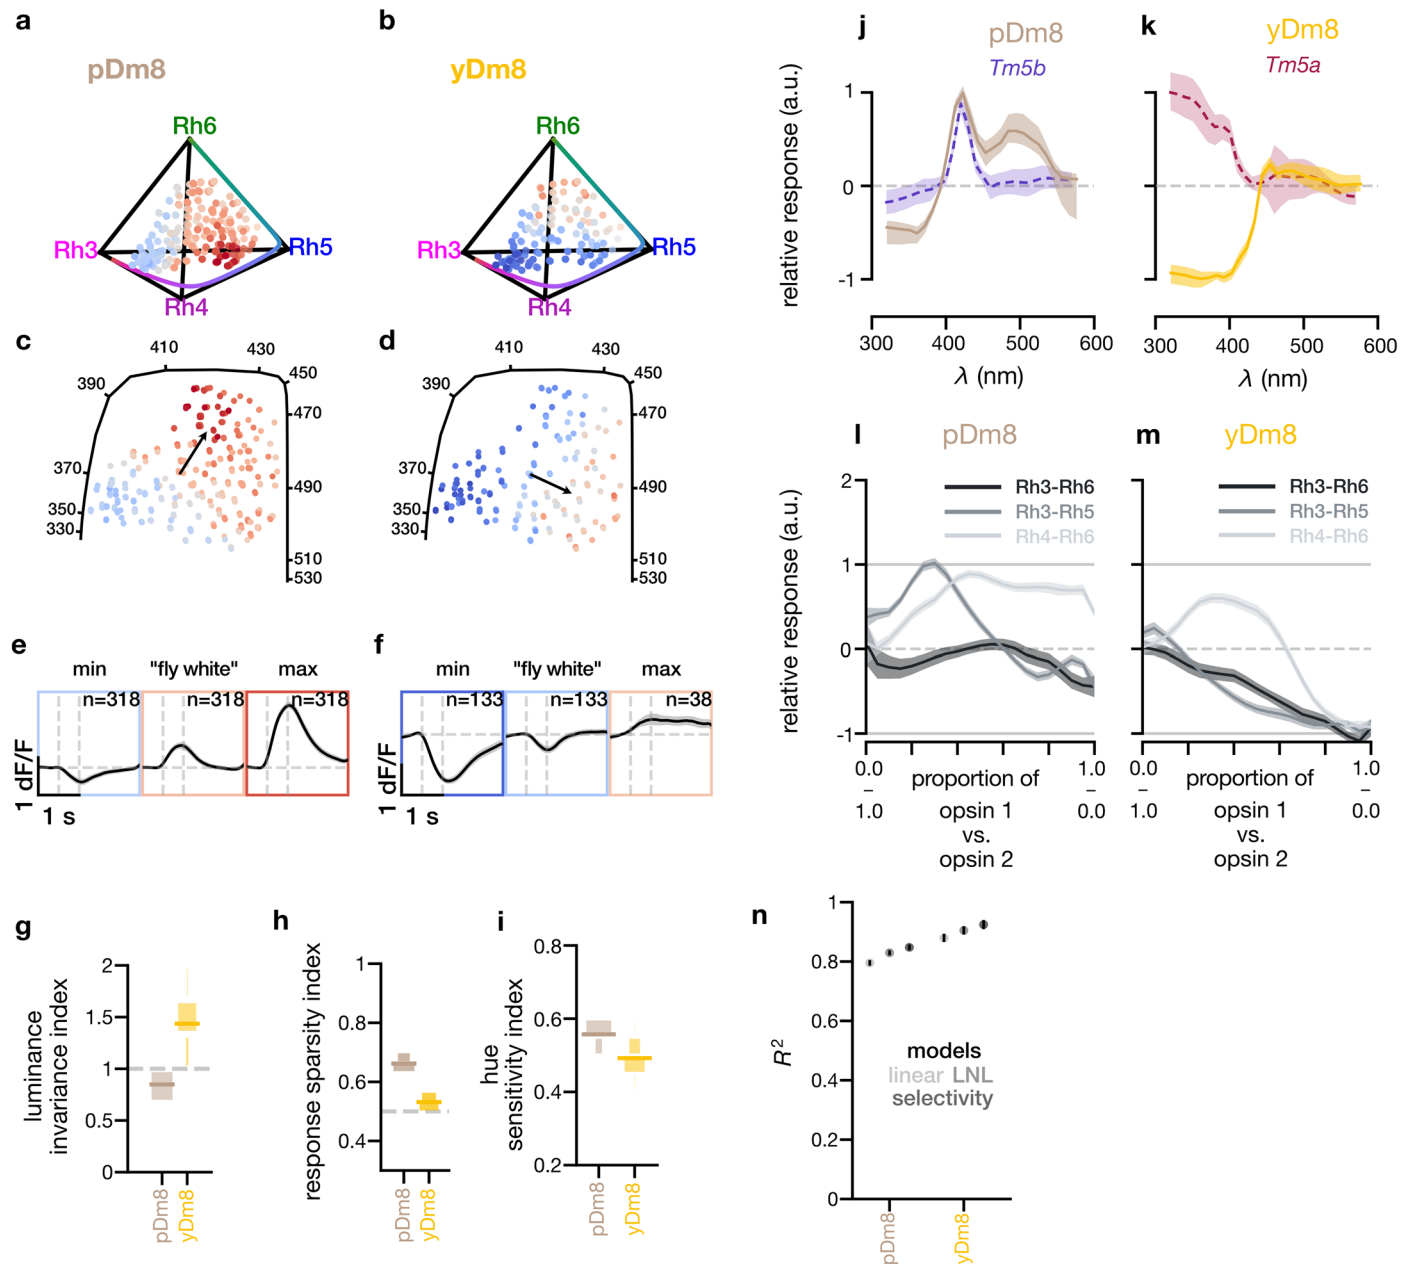 a
pDm8
Rh6
Rh3
Rh5
Rh4
b
yDm8
Rh6
Rh3
Rh5
Rh4
c
410
430
390
450
470
370
490
350
330
510
530
d
410
430
390
450
470
370
490
350
330
510
530
e
min
"fly white"
max
n=318
n=318
n=318
1 dF/F
1 s
f
min
"fly white"
max
n=133
n=133
n=38
1 dF/F
1 s
g
luminance
invariance index
2
1.5
1
0.5
0
pDm8
yDm8
h
response sparsity index
1
0.8
0.6
0.4
pDm8
yDm8
i
hue
sensitivity index
0.8
0.6
0.4
0.2
pDm8
yDm8
j
pDm8
Tm5b
relative response (a.u.)
1
0
-1
300 400 500 600
λ (nm)
k
yDm8
Tm5a
300 400 500 600
λ (nm)
l
pDm8
relative response (a.u.)
2
1
0
-1
Rh3-Rh6
Rh3-Rh5
Rh4-Rh6
0.0
–
1.0
proportion of
opsin 1
vs.
opsin 2
–
0.0
1.0
m
yDm8
Rh3-Rh6
Rh3-Rh5
Rh4-Rh6
0.0
–
1.0
proportion of
opsin 1
vs.
opsin 2
1.0
–
0.0
n
R²
1
0.8
0.6
0.4
0.2
0
models
linear LNL
selectivity
pDm8
yDm8